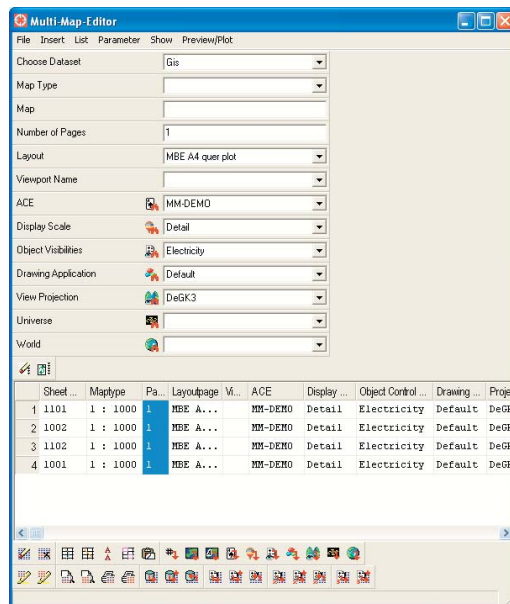 Multi-Map-Editor
File Insert List Parameter Show Preview/Plot
Choose Dataset Gis
Map Type
Map
Number of Pages 1
Layout MBE A4 quer plot
Viewport Name
ACE MM-DEMO
Display Scale Detail
Object Visibilities Electricity
Drawing Application Default
View Projection DeGK3
Universe
World
Sheet ... Maptype Pa... Layoutpage Vi... ACE Display ... Object Control ... Drawing ... Proje
1 1101 1 : 1000 1 MBE A... MM-DEMO Detail Electricity Default DeGK
2 1002 1 : 1000 1 MBE A... MM-DEMO Detail Electricity Default DeGK
3 1102 1 : 1000 1 MBE A... MM-DEMO Detail Electricity Default DeGK
4 1001 1 : 1000 1 MBE A... MM-DEMO Detail Electricity Default DeGK